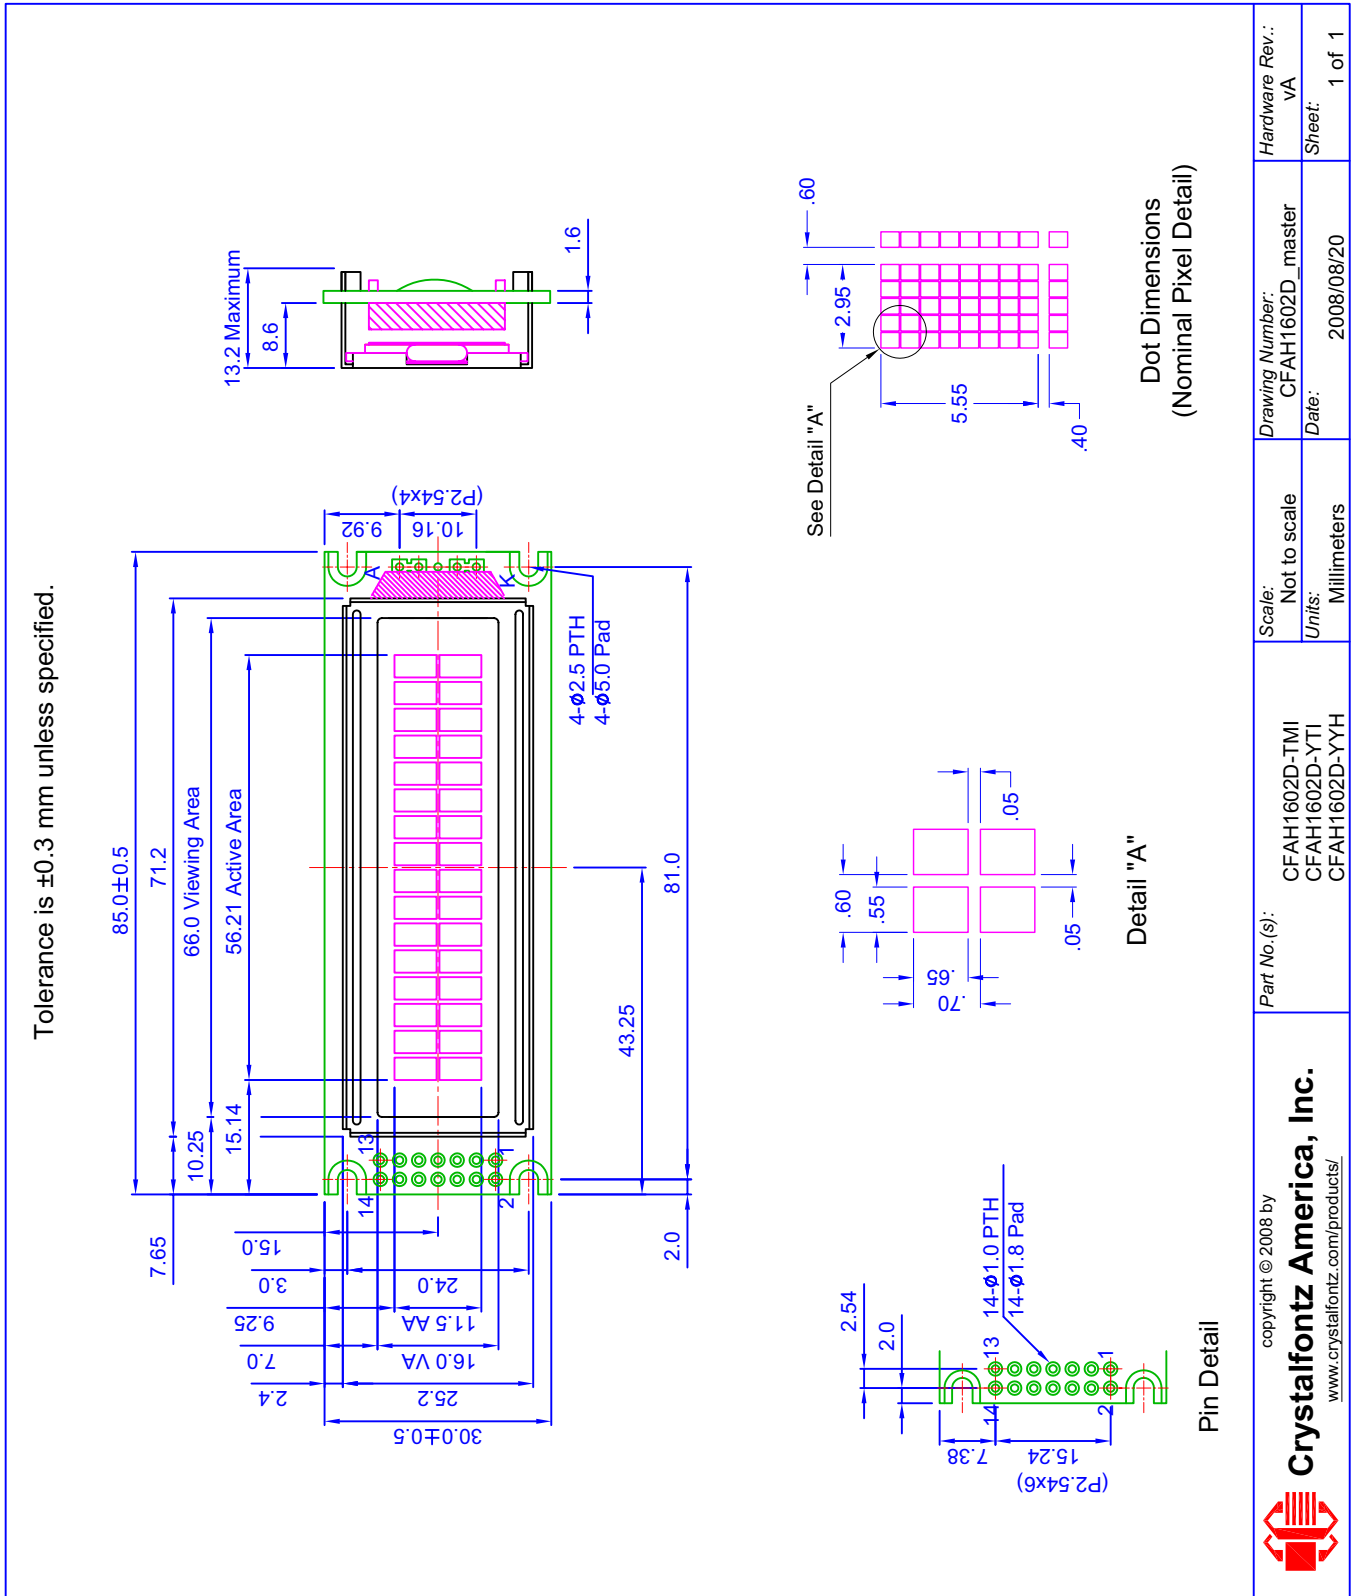 Tolerance is ±0.3 mm unless specified.
85.0±0.5
71.2
66.0 Viewing Area
56.21 Active Area
7.65
10.25
15.14
15.0
3.0
24.0
9.25
11.5 AA
7.0
16.0 VA
2.4
25.2
30.0±0.5
13
14
1
2
A
K
9.92
10.16
(P2.54x4)
4-ø2.5 PTH
4-ø5.0 Pad
43.25
81.0
2.0
13.2 Maximum
8.6
1.6
2.54
2.0
14-ø1.0 PTH
14-ø1.8 Pad
13
14
1
2
7.38
15.24
(P2.54x6)
Pin Detail
.60
.55
.65
.70
.05
.05
Detail "A"
See Detail "A"
2.95
.60
5.55
.40
Dot Dimensions
(Nominal Pixel Detail)
copyright © 2008 by
Crystalfontz America, Inc.
www.crystalfontz.com/products/
Part No.(s):
CFAH1602D-TMI
CFAH1602D-YTI
CFAH1602D-YYH
Scale:
Not to scale
Units:
Millimeters
Drawing Number:
CFAH1602D_master
Date:
2008/08/20
Hardware Rev.:
vA
Sheet:
1 of 1